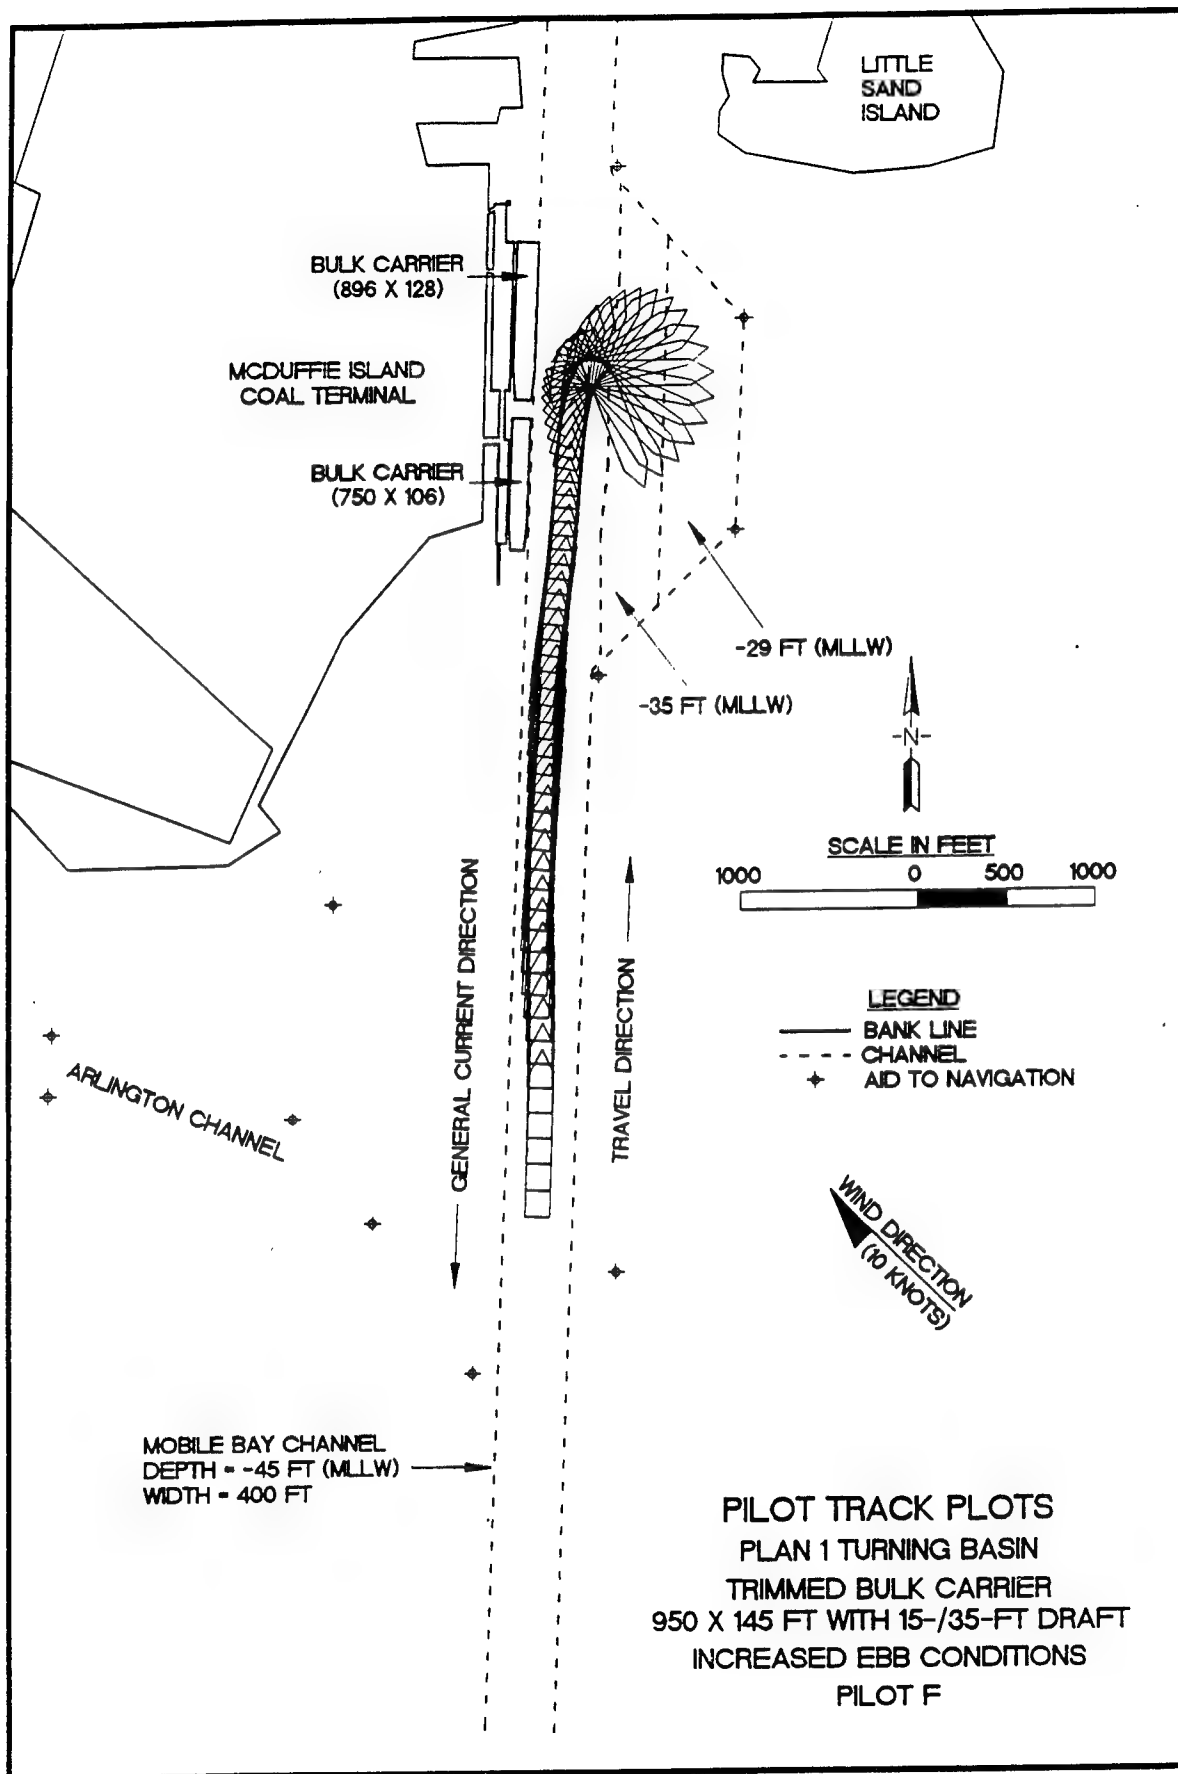 LITTLE
SAND
ISLAND
BULK CARRIER
(896 X 128)
MCDUFFIE ISLAND
COAL TERMINAL
BULK CARRIER
(750 X 106)
-29 FT (MLLW)
-35 FT (MLLW)
-N-
SCALE IN FEET
1000 0 500 1000
GENERAL CURRENT DIRECTION
TRAVEL DIRECTION
LEGEND
BANK LINE
CHANNEL
AID TO NAVIGATION
ARLINGTON CHANNEL
WIND DIRECTION
(10 KNOTS)
MOBILE BAY CHANNEL
DEPTH = -45 FT (MLLW)
WIDTH = 400 FT
PILOT TRACK PLOTS
PLAN 1 TURNING BASIN
TRIMMED BULK CARRIER
950 X 145 FT WITH 15-/35-FT DRAFT
INCREASED EBB CONDITIONS
PILOT F